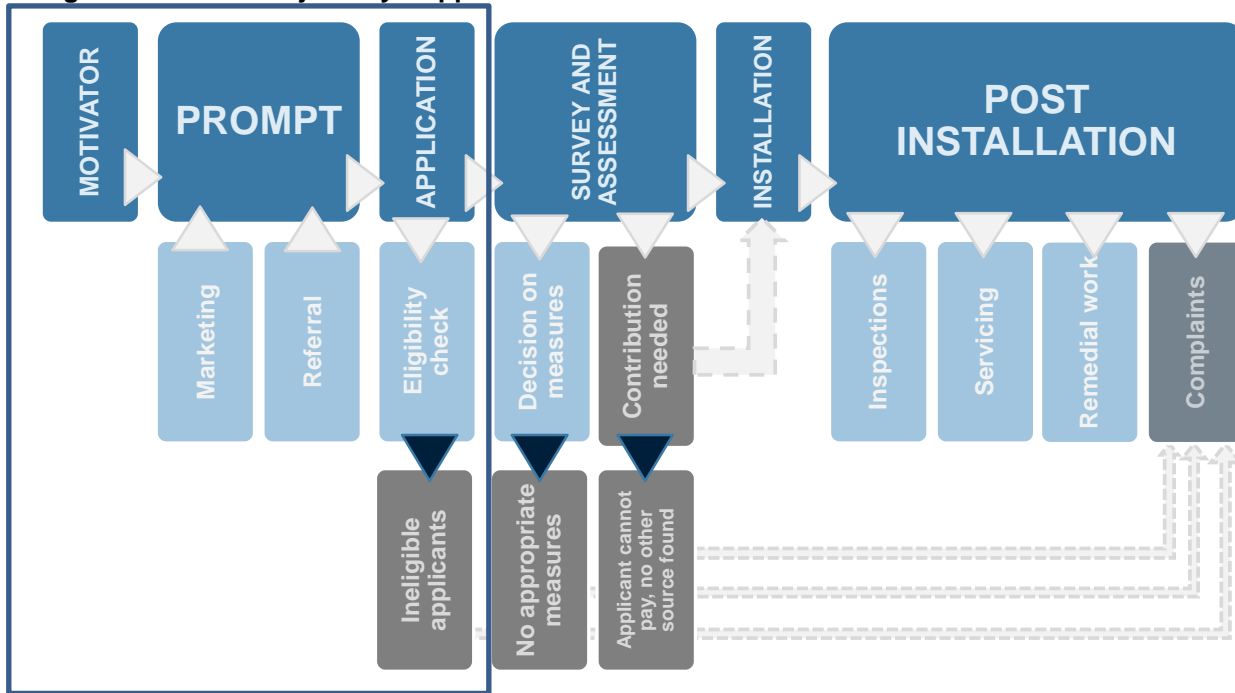 MOTIVATOR
PROMPT
APPLICATION
SURVEY AND
ASSESSMENT
INSTALLATION
POST
INSTALLATION
Marketing
Referral
Eligibility
check
Decision on
measures
Contribution
needed
Inspections
Servicing
Remedial work
Complaints
Ineligible
applicants
No appropriate
measures
Applicant cannot
pay, no other
source found